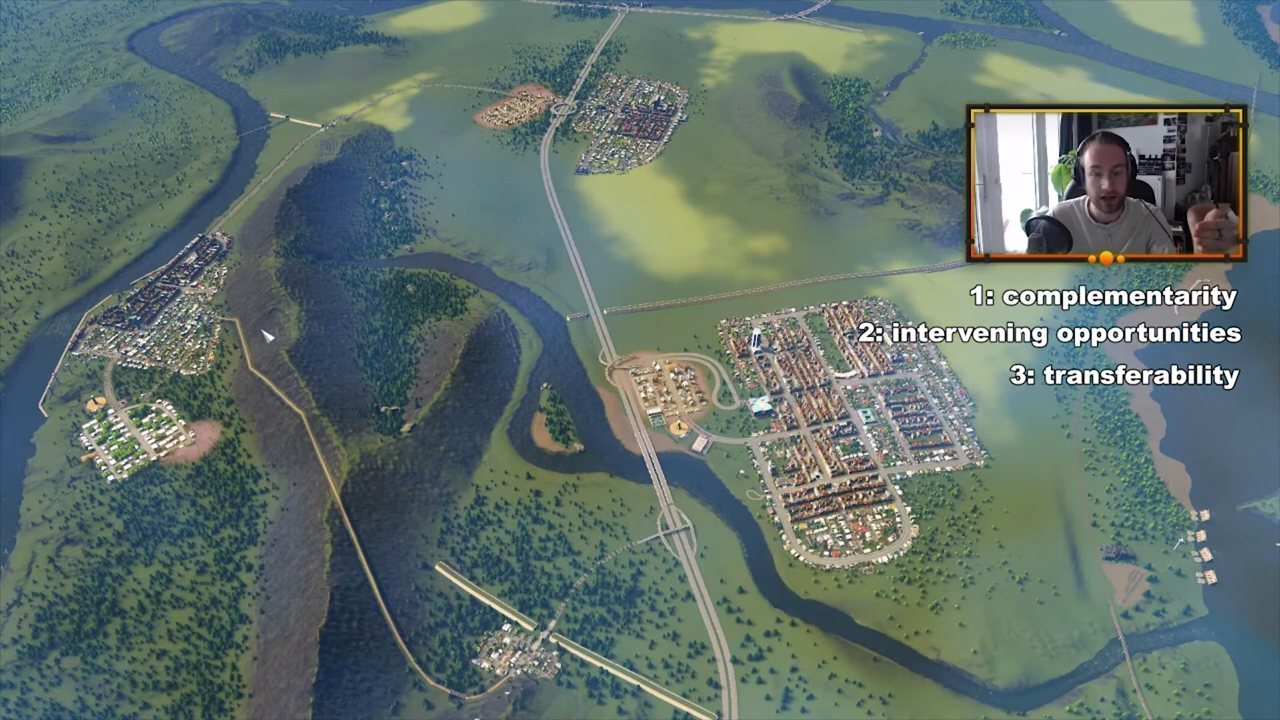 1: complementarity
2: intervening opportunities
3: transferability